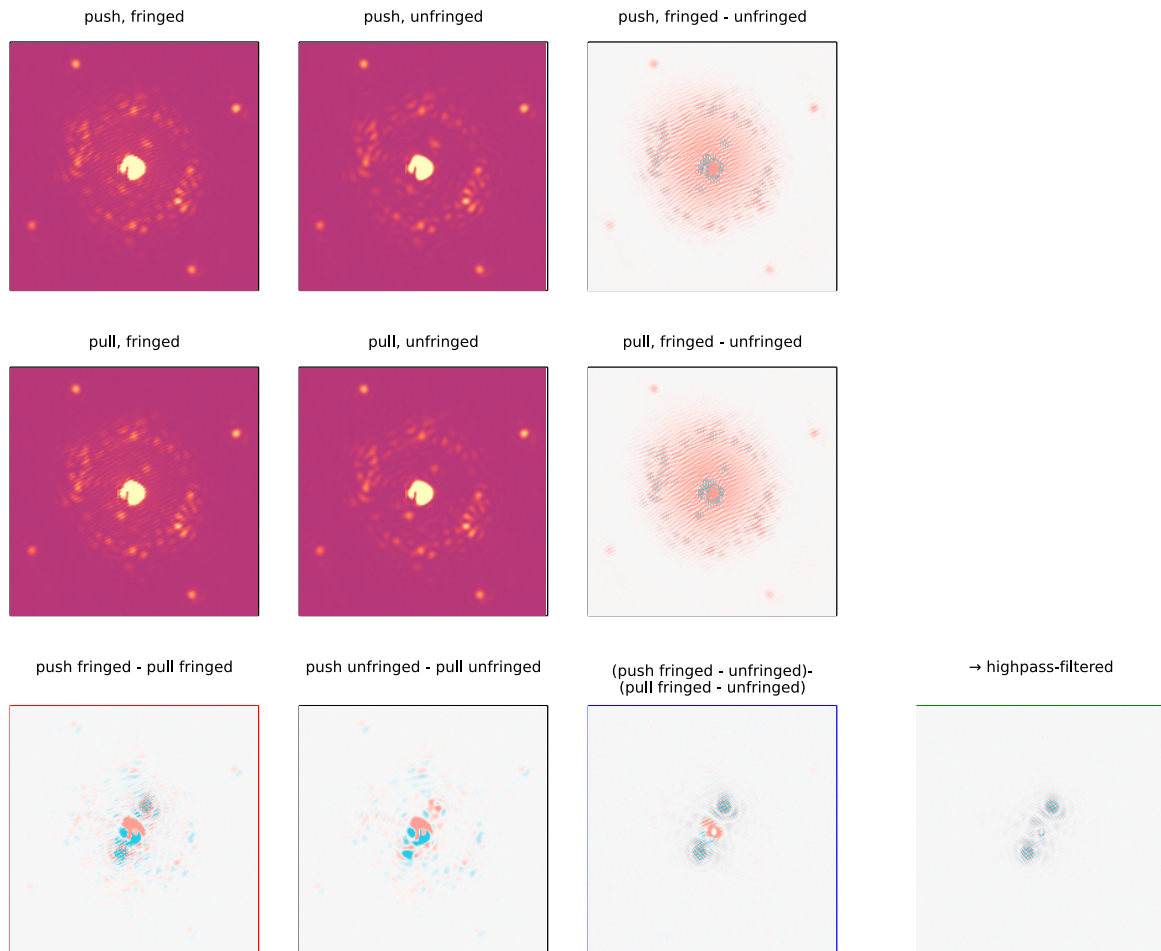 push, fringed
push, unfringed
push, fringed - unfringed
pull, fringed
pull, unfringed
pull, fringed - unfringed
push fringed - pull fringed
push unfringed - pull unfringed
(push fringed - unfringed)-
(pull fringed - unfringed)
→ highpass-filtered